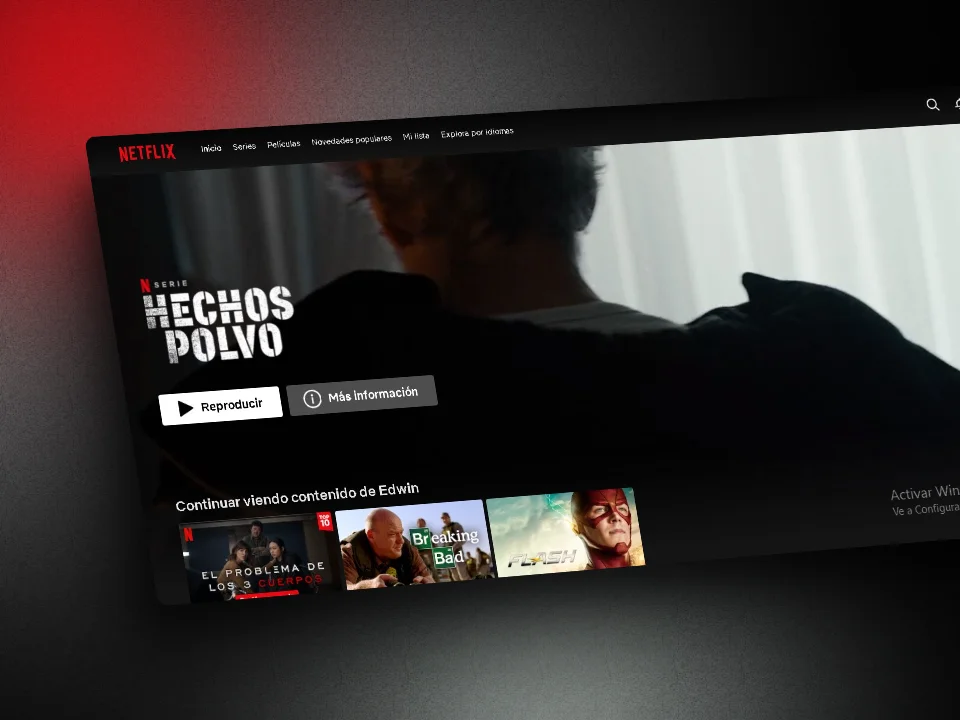 NETFLIX
Inicio Series Películas Novedades populares Mi lista Explora por idiomas
N SERIE
HECHOS
POLVO
Reproducir Más información
Continuar viendo contenido de Edwin
N TOP 10
EL PROBLEMA DE
LOS 3 CUERPOS
Breaking
Bad
FLASH
Activar Win
Ve a Configura